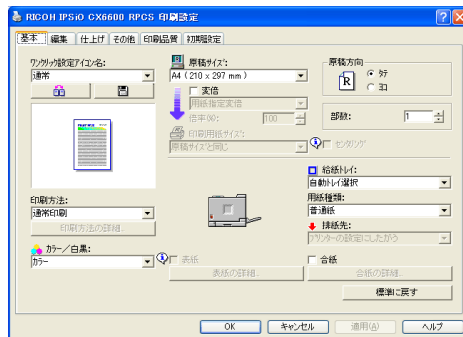 RICOH IPSiO CX6600 RPCS 印刷設定
基本 編集 仕上げ その他 印刷品質 初期設定
ワンクリック設定アイコン名:
通常
印刷方法:
通常印刷
印刷方法の詳細...
カラー/白黒:
カラー
原稿サイズ:
A4 (210 x 297 mm)
変倍
用紙指定変倍
倍率(%): 100
印刷用紙サイズ:
原稿サイズと同じ
センタリング
原稿方向
R
タテ
ヨコ
部数: 1
給紙トレイ:
自動トレイ選択
用紙種類:
普通紙
排紙先:
プリンターの設定にしたがう
表紙
表紙の詳細...
合紙
合紙の詳細...
標準に戻す
OK キャンセル 適用(A) ヘルプ